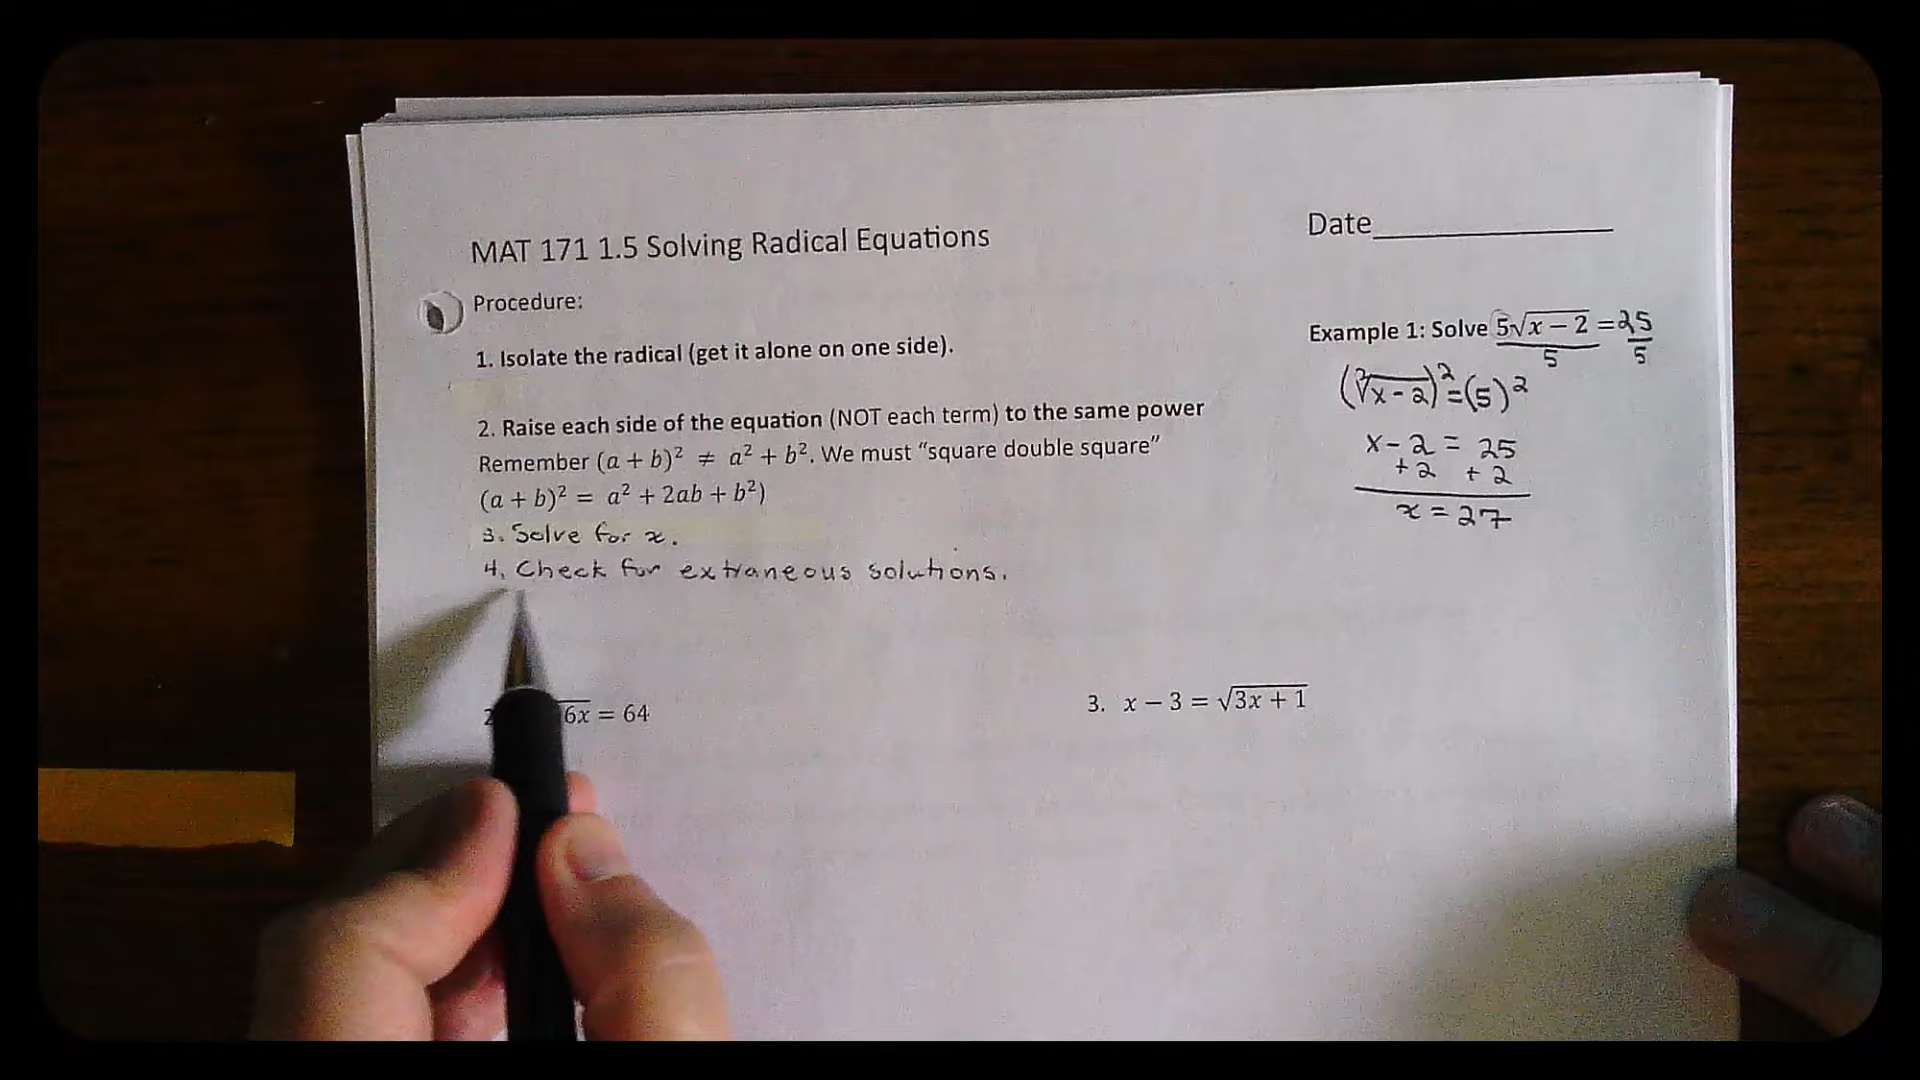 MAT 171 1.5 Solving Radical Equations
Date______________
Procedure:
1. Isolate the radical (get it alone on one side).
2. Raise each side of the equation (NOT each term) to the same power
Remember (a + b)² ≠ a² + b². We must “square double square”
(a + b)² = a² + 2ab + b²)
3. Solve for x.
4. Check for extraneous solutions.
Example 1: Solve 5√x − 2 = 25
5 5
(²√x - 2)² = (5)²
x - 2 = 25
+2 +2
x = 27
6x = 64
3. x − 3 = √3x + 1